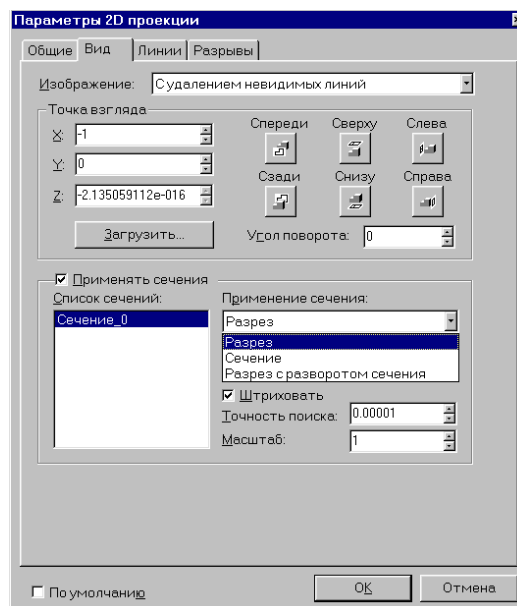 Параметры 2D проекции
Общие Вид Линии Разрывы
Изображение: С удалением невидимых линий
Точка взгляда
X: -1
Y: 0
Z: -2.135059112e-016
Спереди Сверху Слева
Сзади Снизу Справа
Загрузить... Угол поворота: 0
Применять сечения
Список сечений: Применение сечения:
Сечение_0 Разрез
Разрез
Сечение
Разрез с разворотом сечения
Штриховать
Точность поиска: 0.00001
Масштаб: 1
По умолчанию OK Отмена